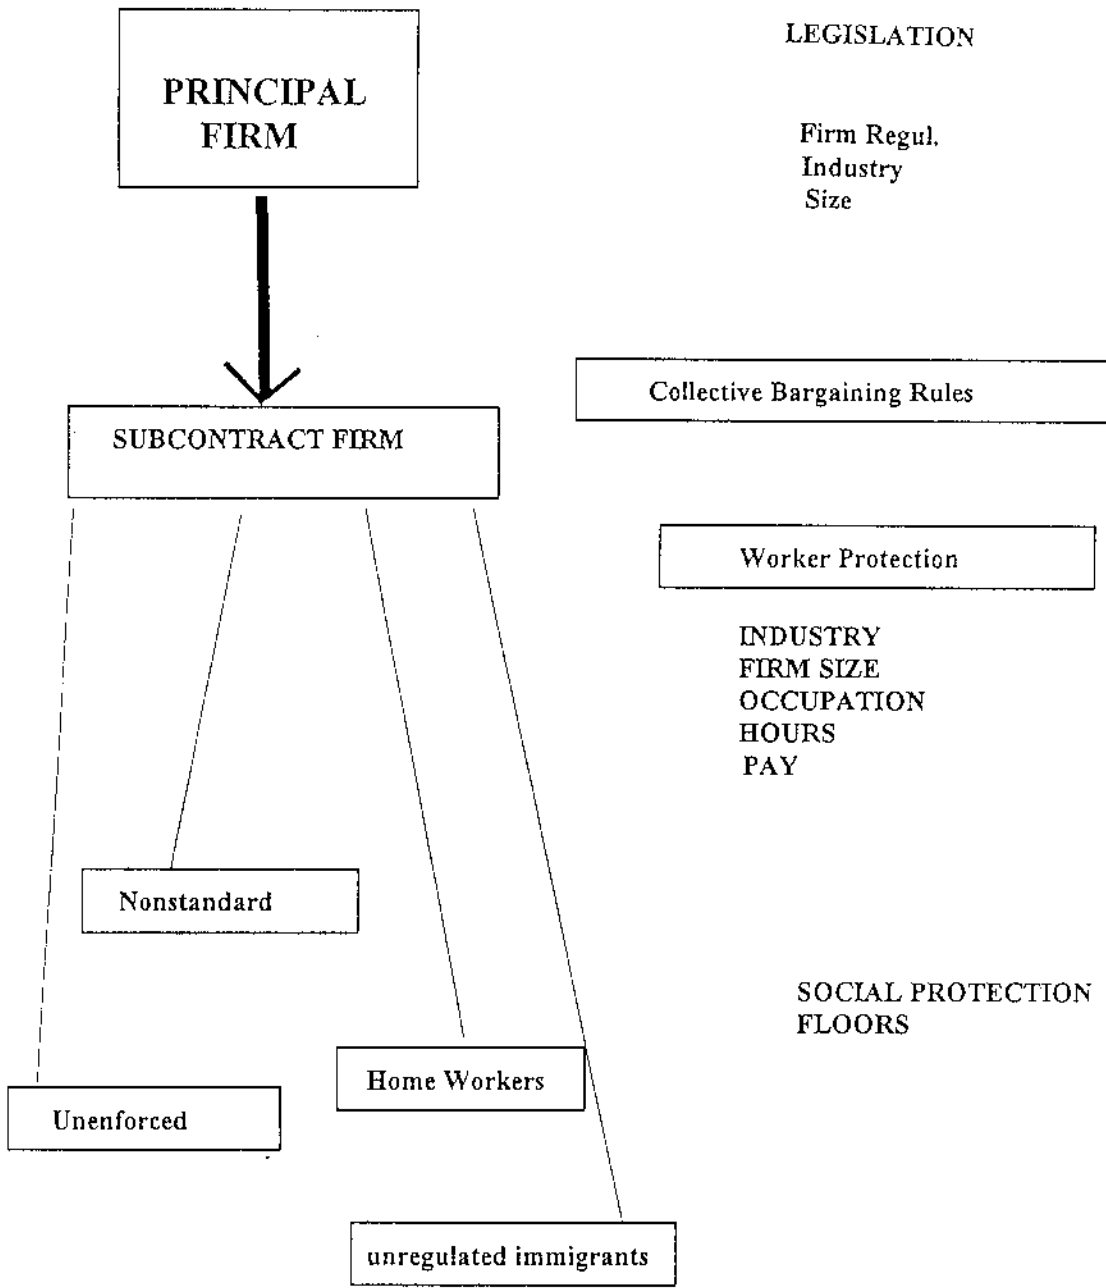 LEGISLATION
PRINCIPAL
FIRM
Firm Regul.
Industry
Size
Collective Bargaining Rules
SUBCONTRACT FIRM
Worker Protection
INDUSTRY
FIRM SIZE
OCCUPATION
HOURS
PAY
Nonstandard
SOCIAL PROTECTION
FLOORS
Home Workers
Unenforced
unregulated immigrants